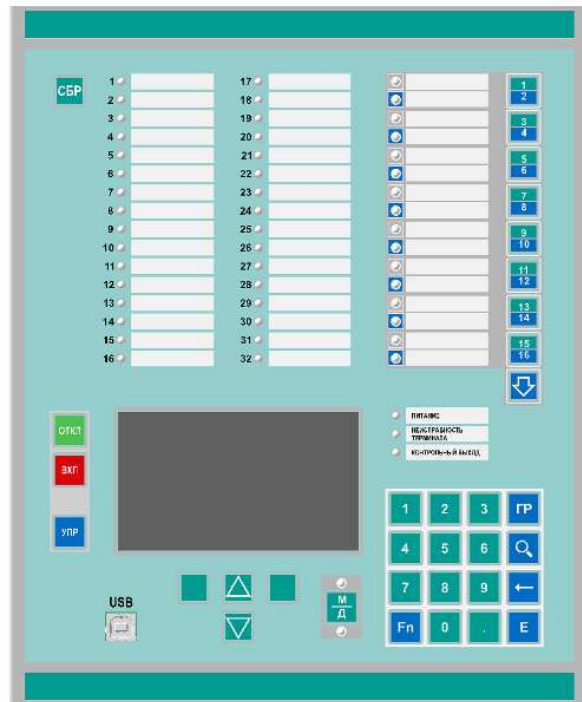 СБР
1 17
2 18
3 19
4 20
5 21
6 22
7 23
8 24
9 25
10 26
11 27
12 28
13 29
14 30
15 31
16 32
1
2
3
4
5
6
7
8
9
10
11
12
13
14
15
16
ПИТАНИЕ
НЕИСПРАВНОСТЬ
ТЕРМИНАЛА
КОНТРОЛЬНЫЙ ВЫХОД
ОТКЛ
ВКЛ
УПР
1 2 3 ГР
4 5 6
7 8 9
Fn 0 . E
М
Д
USB